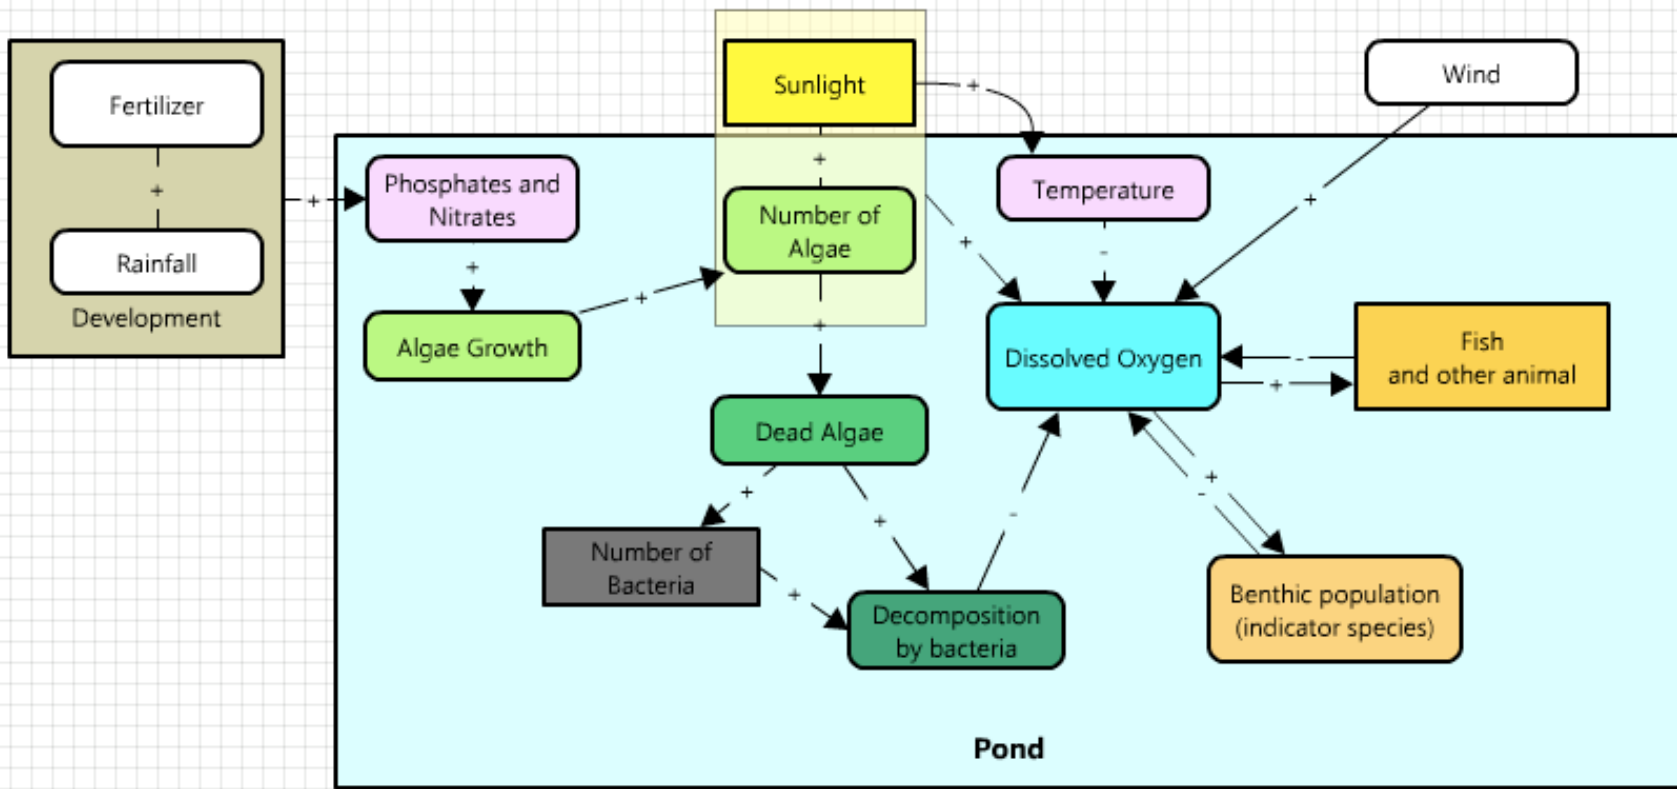 Fertilizer
+
Rainfall
Development
+
Phosphates and
Nitrates
+
Algae Growth
+
Sunlight
+
+
Number of
Algae
+
+
Temperature
-
Wind
+
Dissolved Oxygen
-
+
Fish
and other animal
Dead Algae
+
+
Number of
Bacteria
+
Decomposition
by bacteria
-
+
-
Benthic population
(indicator species)
Pond